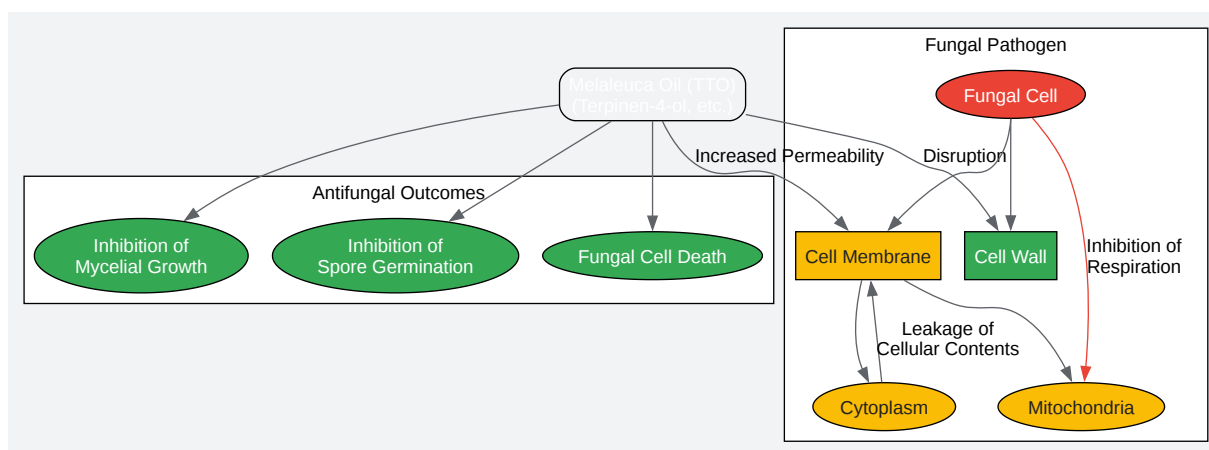 Fungal Pathogen
Melaleuca Oil (TTO)
(Terpinen-4-ol, etc.)
Fungal Cell
Increased Permeability
Disruption
Antifungal Outcomes
Inhibition of
Mycelial Growth
Inhibition of
Spore Germination
Fungal Cell Death
Cell Membrane
Cell Wall
Inhibition of
Respiration
Leakage of
Cellular Contents
Cytoplasm
Mitochondria